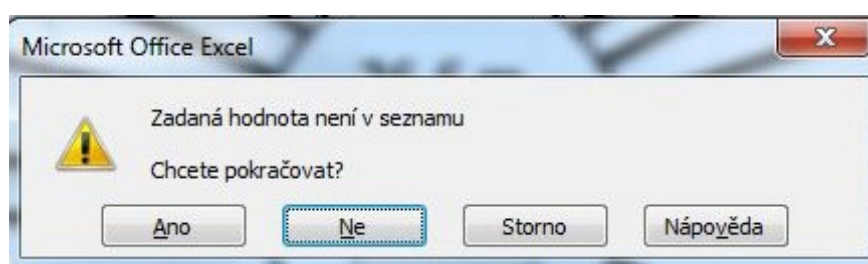 Microsoft Office Excel
Zadaná hodnota není v seznamu
Chcete pokračovat?
Ano Ne Storno Nápověda